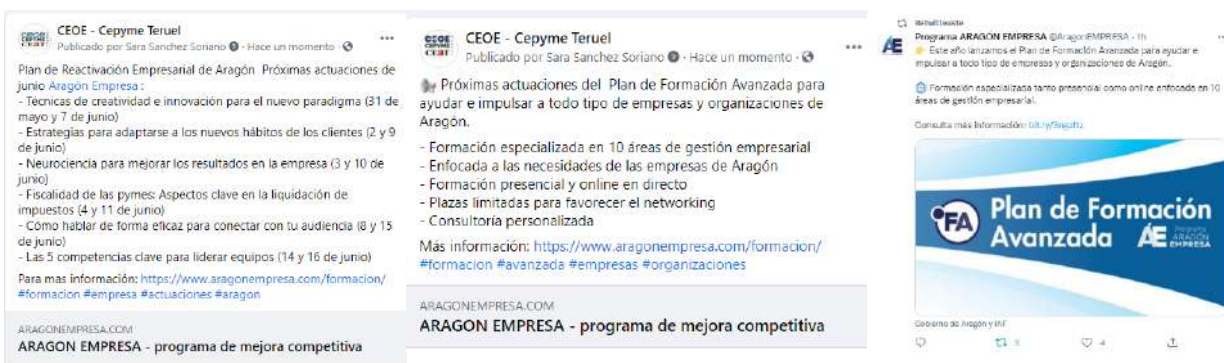 CEOE - Cepyme Teruel
Publicado por Sara Sanchez Soriano · Hace un momento ·
Plan de Reactivación Empresarial de Aragón Próximas actuaciones de
junio Aragón Empresa :
- Técnicas de creatividad e innovación para el nuevo paradigma (31 de
mayo y 7 de junio)
- Estrategias para adaptarse a los nuevos hábitos de los clientes (2 y 9
de junio)
- Neurociencia para mejorar los resultados en la empresa (3 y 10 de
junio)
- Fiscalidad de las pymes: Aspectos clave en la liquidación de
impuestos (4 y 11 de junio)
- Cómo hablar de forma eficaz para conectar con tu audiencia (8 y 15
de junio)
- Las 5 competencias clave para liderar equipos (14 y 16 de junio)
Para mas información: https://www.aragonempresa.com/formacion/
#formacion #empresa #actuaciones #aragon
ARAGONEMPRESA.COM
ARAGON EMPRESA - programa de mejora competitiva
CEOE - Cepyme Teruel
Publicado por Sara Sanchez Soriano · Hace un momento ·
Próximas actuaciones del Plan de Formación Avanzada para
ayudar e impulsar a todo tipo de empresas y organizaciones de
Aragón.
- Formación especializada en 10 áreas de gestión empresarial
- Enfocada a las necesidades de las empresas de Aragón
- Formación presencial y online en directo
- Plazas limitadas para favorecer el networking
- Consultoría personalizada
Más información: https://www.aragonempresa.com/formacion/
#formacion #avanzada #empresas #organizaciones
ARAGONEMPRESA.COM
ARAGON EMPRESA - programa de mejora competitiva
Programa ARAGON EMPRESA @AragonEMPRESA · 1h
Este año lanzamos el Plan de Formación Avanzada para ayudar e
impulsar a todo tipo de empresas y organizaciones de Aragón.
Formación especializada tanto presencial como online enfocada en 10
áreas de gestión empresarial.
Consulta más información:
FA Plan de Formación
Avanzada ÆE Programa
ARAGÓN
EMPRESA
Gobierno de Aragón y IAF
4